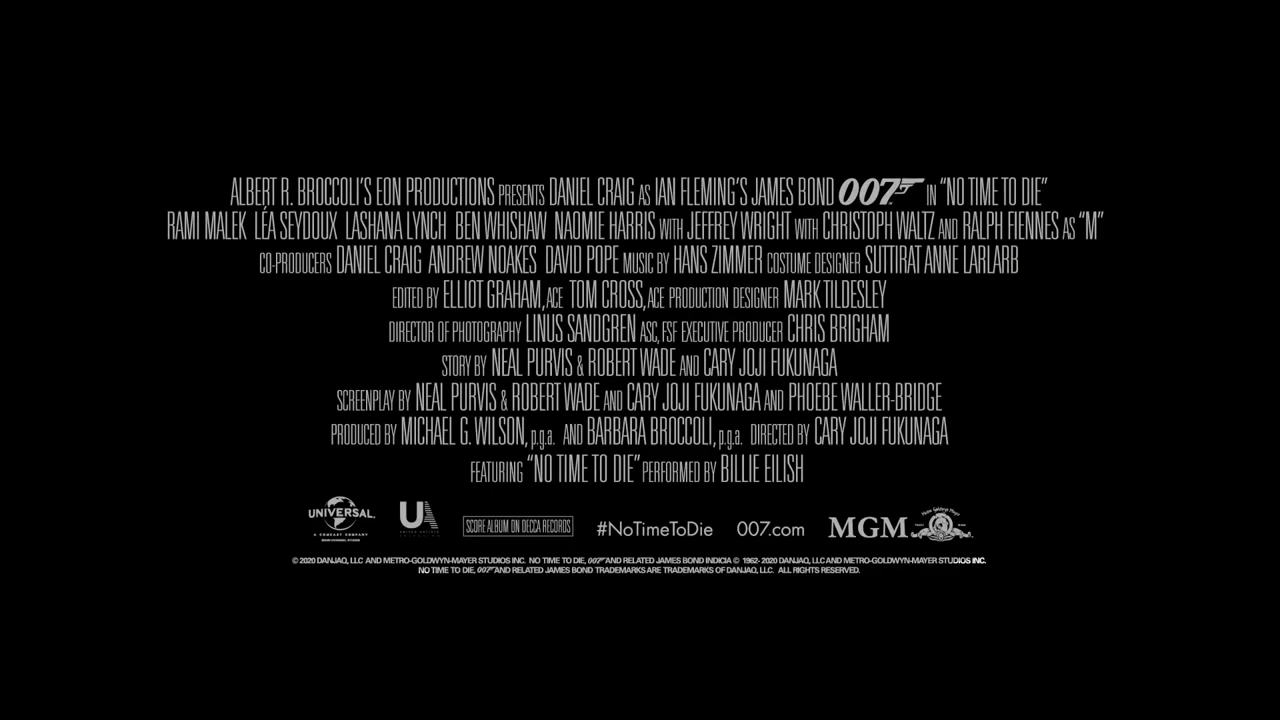 ALBERT R. BROCCOLI'S EON PRODUCTIONS PRESENTS DANIEL CRAIG AS IAN FLEMING'S JAMES BOND 007 IN “NO TIME TO DIE”
RAMI MALEK LÉA SEYDOUX LASHANA LYNCH BEN WHISHAW NAOMIE HARRIS WITH JEFFREY WRIGHT WITH CHRISTOPH WALTZ AND RALPH FIENNES AS “M”
CO-PRODUCERS DANIEL CRAIG ANDREW NOAKES DAVID POPE MUSIC BY HANS ZIMMER COSTUME DESIGNER SUTTIRAT ANNE LARLARB
EDITED BY ELLIOT GRAHAM, ACE TOM CROSS, ACE PRODUCTION DESIGNER MARK TILDESLEY
DIRECTOR OF PHOTOGRAPHY LINUS SANDGREN ASC, FSF EXECUTIVE PRODUCER CHRIS BRIGHAM
STORY BY NEAL PURVIS & ROBERT WADE AND CARY JOJI FUKUNAGA
SCREENPLAY BY NEAL PURVIS & ROBERT WADE AND CARY JOJI FUKUNAGA AND PHOEBE WALLER-BRIDGE
PRODUCED BY MICHAEL G. WILSON, p.g.a. AND BARBARA BROCCOLI, p.g.a. DIRECTED BY CARY JOJI FUKUNAGA
FEATURING “NO TIME TO DIE” PERFORMED BY BILLIE EILISH
UNIVERSAL
A COMCAST COMPANY
UA
SCORE ALBUM ON DECCA RECORDS
#NoTimeToDie
007.com
MGM
© 2020 DANJAQ, LLC AND METRO-GOLDWYN-MAYER STUDIOS INC. NO TIME TO DIE, 007 AND RELATED JAMES BOND INDICIA © 1962- 2020 DANJAQ, LLC AND METRO-GOLDWYN-MAYER STUDIOS INC.
NO TIME TO DIE, 007 AND RELATED JAMES BOND TRADEMARKS ARE TRADEMARKS OF DANJAQ, LLC. ALL RIGHTS RESERVED.